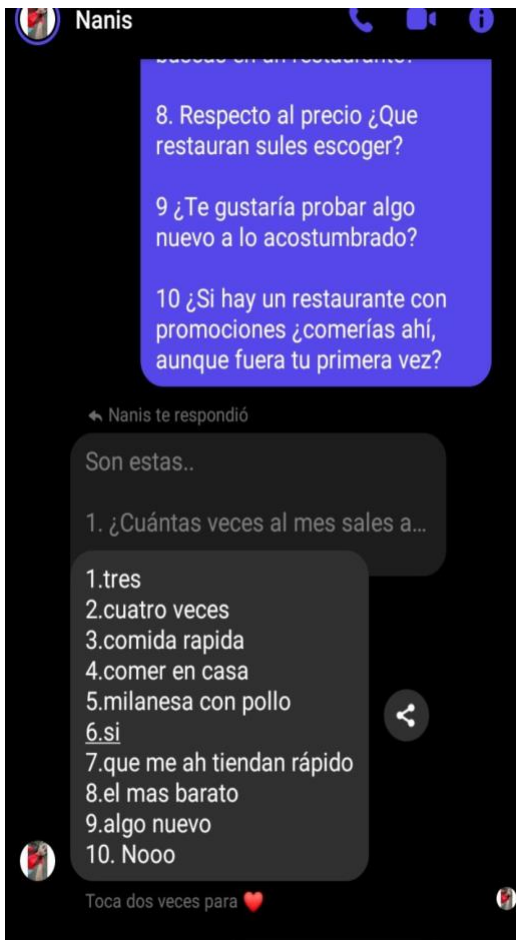 Nanis
buscas en un restaurante?
8. Respecto al precio ¿Que
restauran sules escoger?
9 ¿Te gustaría probar algo
nuevo a lo acostumbrado?
10 ¿Si hay un restaurante con
promociones ¿comerías ahí,
aunque fuera tu primera vez?
Nanis te respondió
Son estas..
1. ¿Cuántas veces al mes sales a...
1.tres
2.cuatro veces
3.comida rapida
4.comer en casa
5.milanesa con pollo
6.si
7.que me ah tiendan rápido
8.el mas barato
9.algo nuevo
10. Nooo
Toca dos veces para ❤️